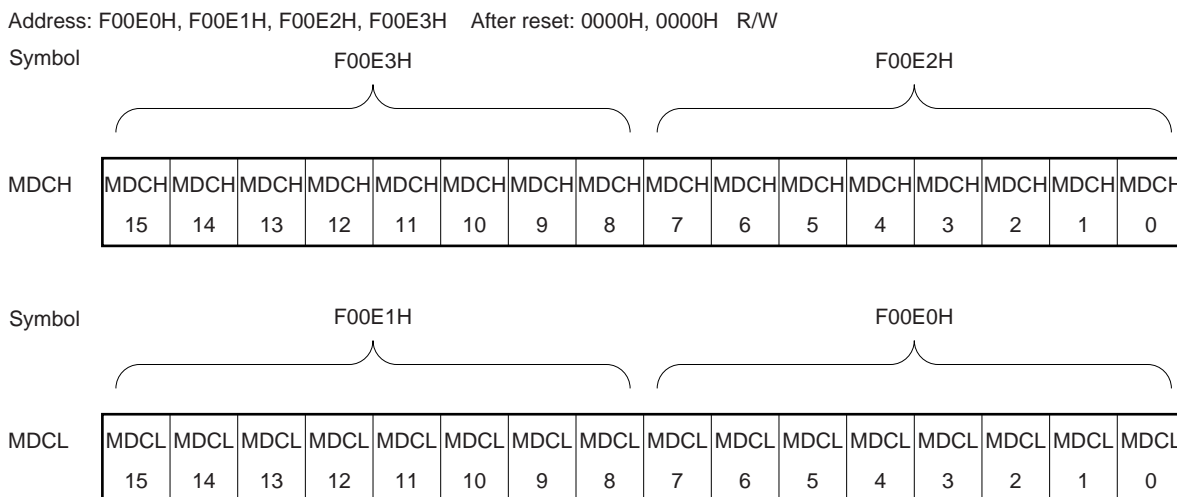 Address: F00E0H, F00E1H, F00E2H, F00E3H After reset: 0000H, 0000H R/W
Symbol F00E3H F00E2H
MDCH MDCH MDCH MDCH MDCH MDCH MDCH MDCH MDCH MDCH MDCH MDCH MDCH MDCH MDCH MDCH MDCH
15 14 13 12 11 10 9 8 7 6 5 4 3 2 1 0
Symbol F00E1H F00E0H
MDCL MDCL MDCL MDCL MDCL MDCL MDCL MDCL MDCL MDCL MDCL MDCL MDCL MDCL MDCL MDCL MDCL
15 14 13 12 11 10 9 8 7 6 5 4 3 2 1 0